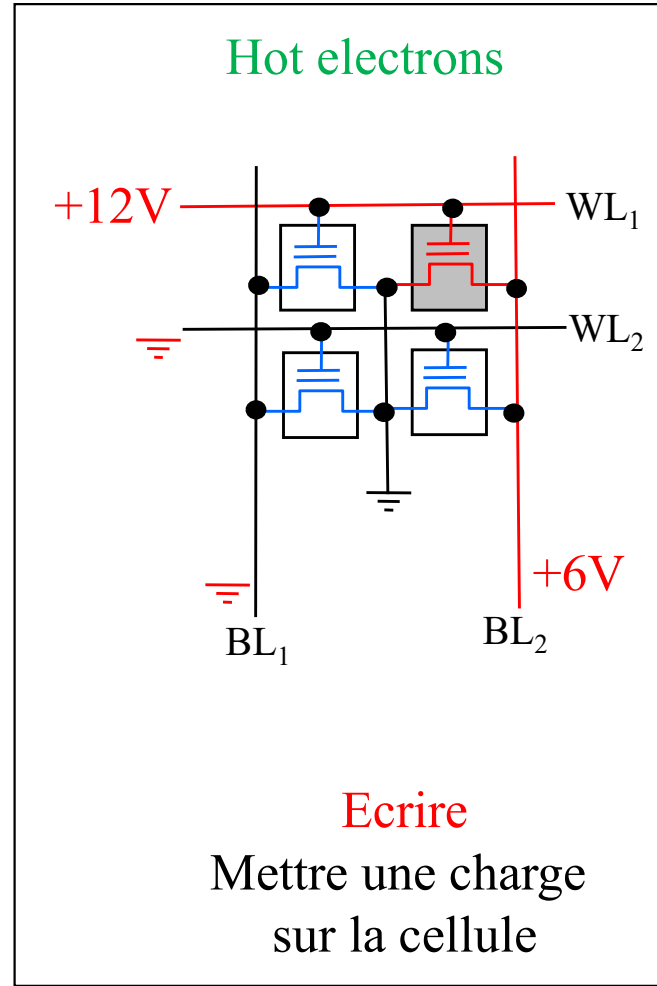 Hot electrons
+12V
WL₁
WL₂
+6V
BL₁
BL₂
Ecrire
Mettre une charge
sur la cellule